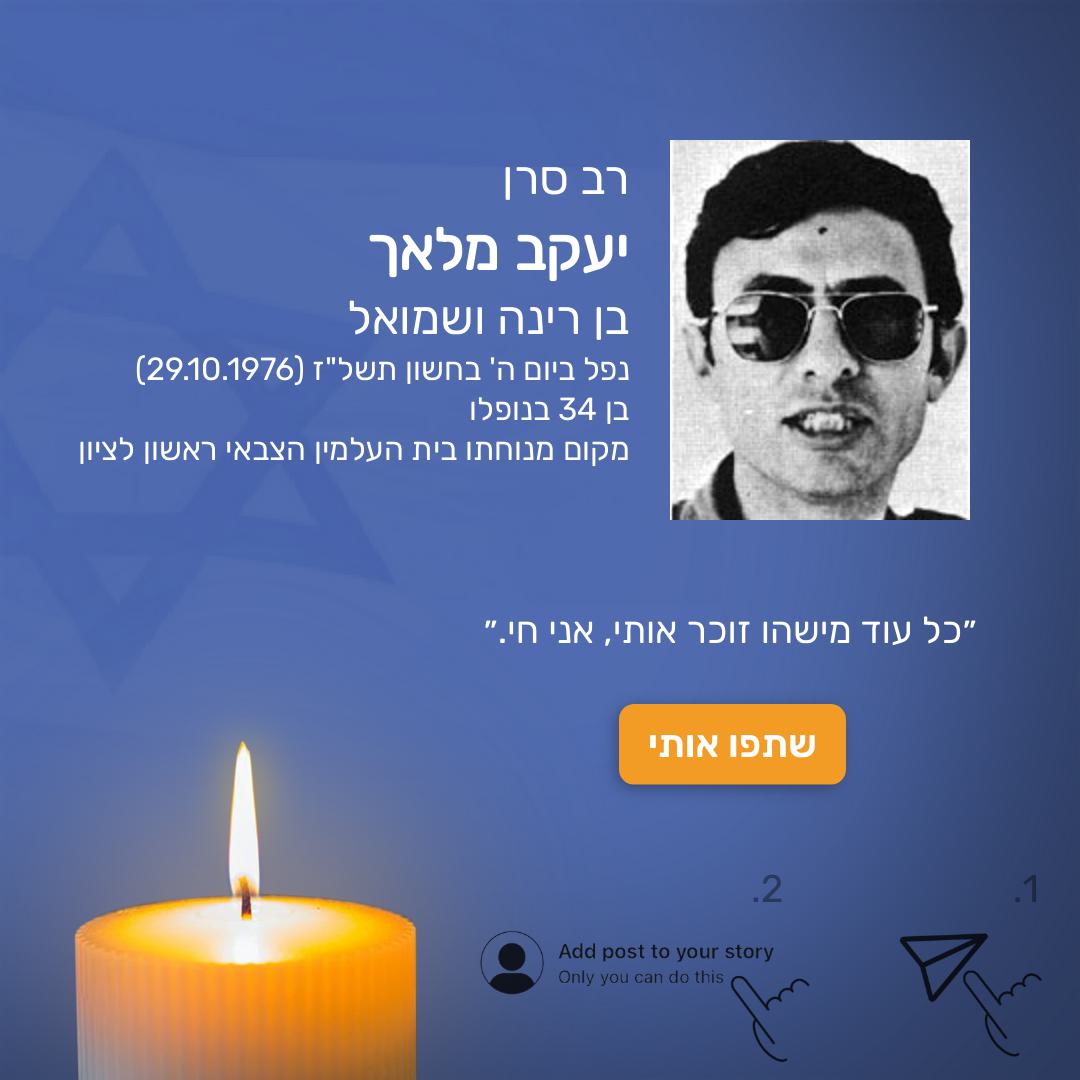 רב סרן
יעקב מלאך
בן רינה ושמואל
נפל ביום ה' בחשון תשל"ז (29.10.1976)
בן 34 בנופלו
מקום מנוחתו בית העלמין הצבאי ראשון לציון
״כל עוד מישהו זוכר אותי, אני חי.״
שתפו אותי
.1
.2
Add post to your story
Only you can do this